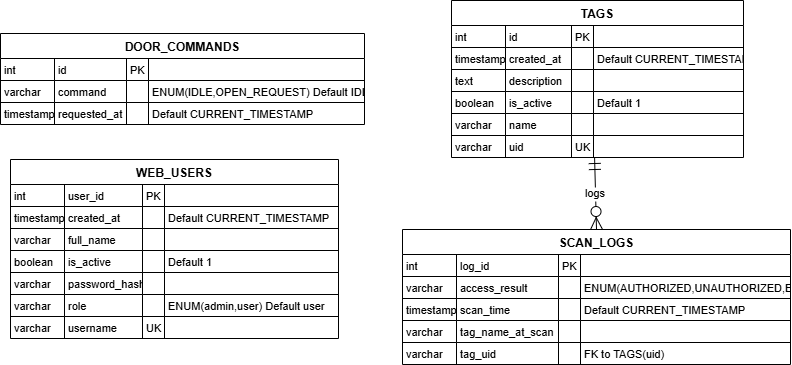 DOOR_COMMANDS
int id PK
varchar command ENUM(IDLE,OPEN_REQUEST) Default
timestamp requested_at Default CURRENT_TIMESTAMP
WEB_USERS
int user_id PK
timestamp created_at Default CURRENT_TIMESTAMP
varchar full_name
boolean is_active Default 1
varchar password_hash
varchar role ENUM(admin,user) Default user
varchar username UK
TAGS
int id PK
timestamp created_at Default CURRENT_TIMESTA
text description
boolean is_active Default 1
varchar name
varchar uid UK
logs
SCAN_LOGS
int log_id PK
varchar access_result ENUM(AUTHORIZED,UNAUTHORIZED,
timestamp scan_time Default CURRENT_TIMESTAMP
varchar tag_name_at_scan
varchar tag_uid FK to TAGS(uid)